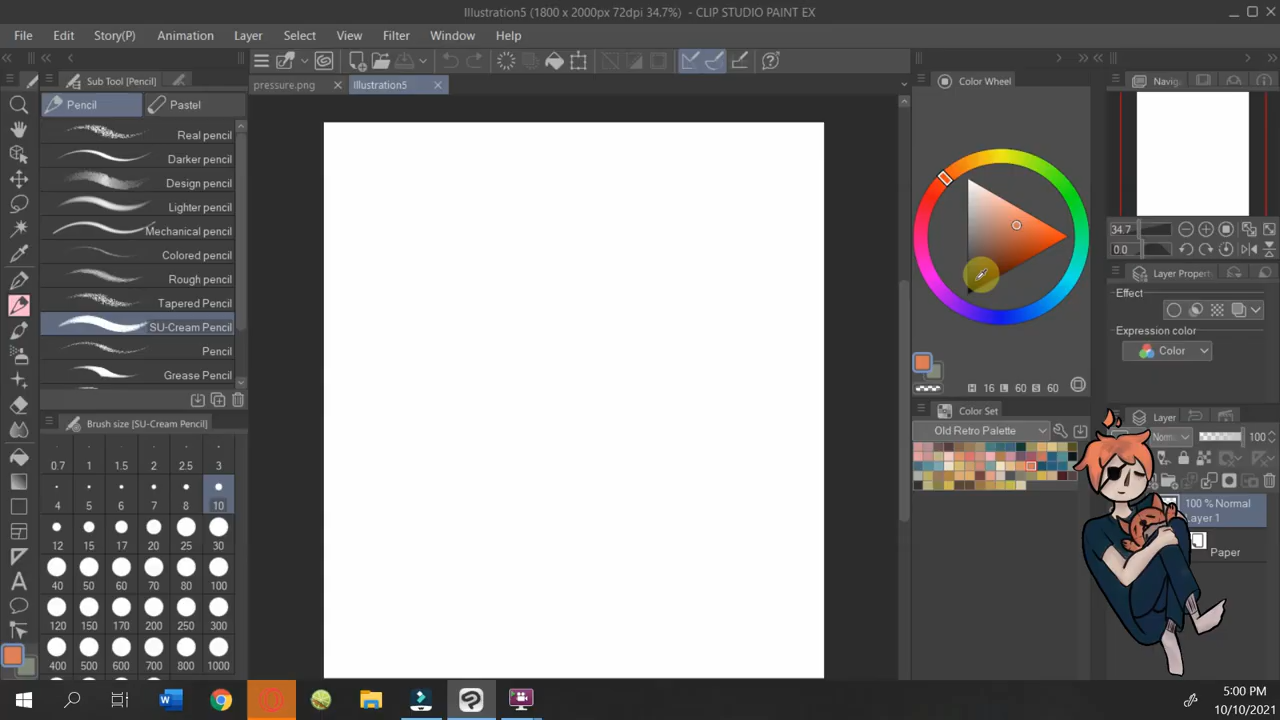 Illustration5 (1800 x 2000px 72dpi 34.7%) - CLIP STUDIO PAINT EX
File Edit Story(P) Animation Layer Select View Filter Window Help
Sub Tool [Pencil]
pressure.png Illustration5
Color Wheel
Navig
Pencil Pastel
Real pencil
Darker pencil
Design pencil
Lighter pencil
Mechanical pencil
Colored pencil
Rough pencil
Tapered Pencil
SU-Cream Pencil
Pencil
Grease Pencil
Brush size [SU-Cream Pencil]
0.7 1 1.5 2 2.5 3
4 5 6 7 8 10
12 15 17 20 25 30
40 50 60 70 80 100
120 150 170 200 250 300
400 500 600 700 800 1000
H 16 L 60 S 60
Color Set
Old Retro Palette
34.7
0.0
Layer Property
Effect
Expression color
Color
Layer
Norm 100
100 % Normal
Layer 1
Paper
5:00 PM
10/10/2021